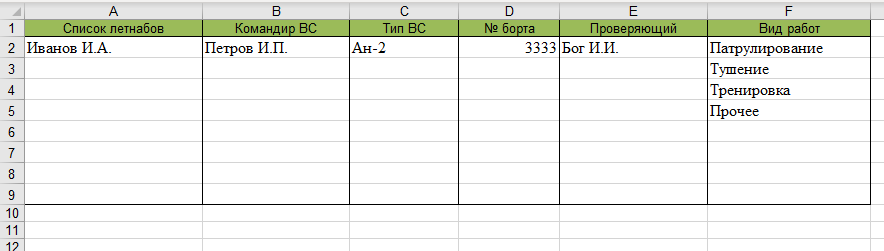 A B C D E F
1 Список летнабов Командир ВС Тип ВС № борта Проверяющий Вид работ
2 Иванов И.А. Петров И.П. Ан-2 3333 Бог И.И. Патрулирование
3 Тушение
4 Тренировка
5 Прочее
6
7
8
9
10
11
12